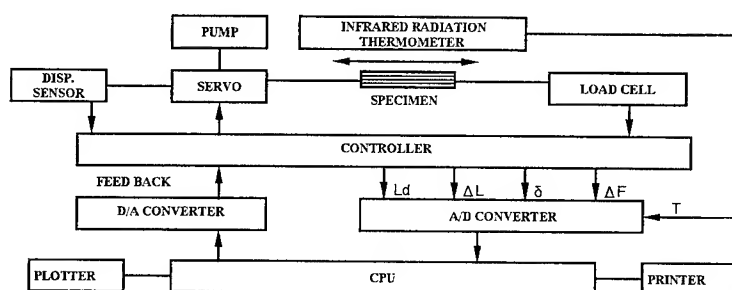 PUMP
INFRARED RADIATION
THERMOMETER
DISP.
SENSOR
SERVO
SPECIMEN
LOAD CELL
CONTROLLER
FEED BACK
Ld
ΔL
δ
ΔF
D/A CONVERTER
A/D CONVERTER
T
PLOTTER
CPU
PRINTER